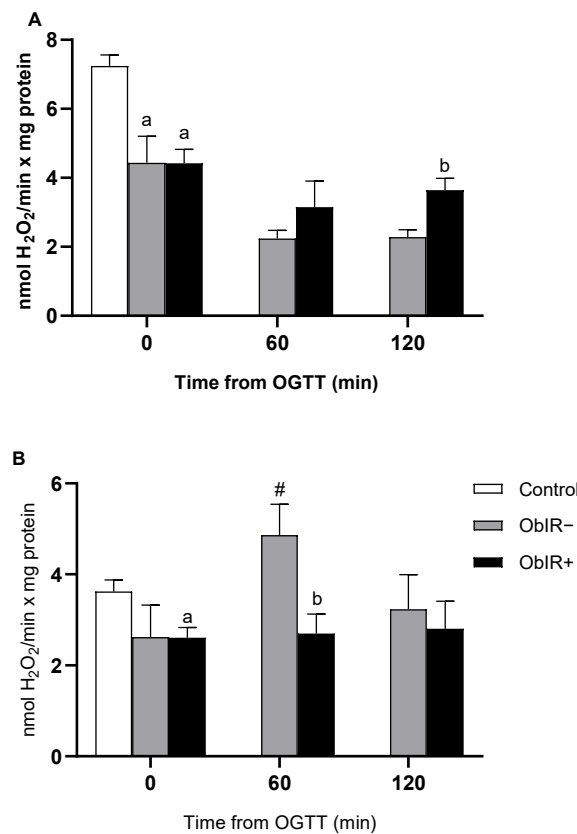 A
nmol H₂O₂/min x mg protein
8
6
4
2
0
a
a
b
0
60
120
Time from OGTT (min)
B
nmol H₂O₂/min x mg protein
6
4
2
0
a
#
b
0
60
120
Time from OGTT (min)
Control
ObIR−
ObIR+